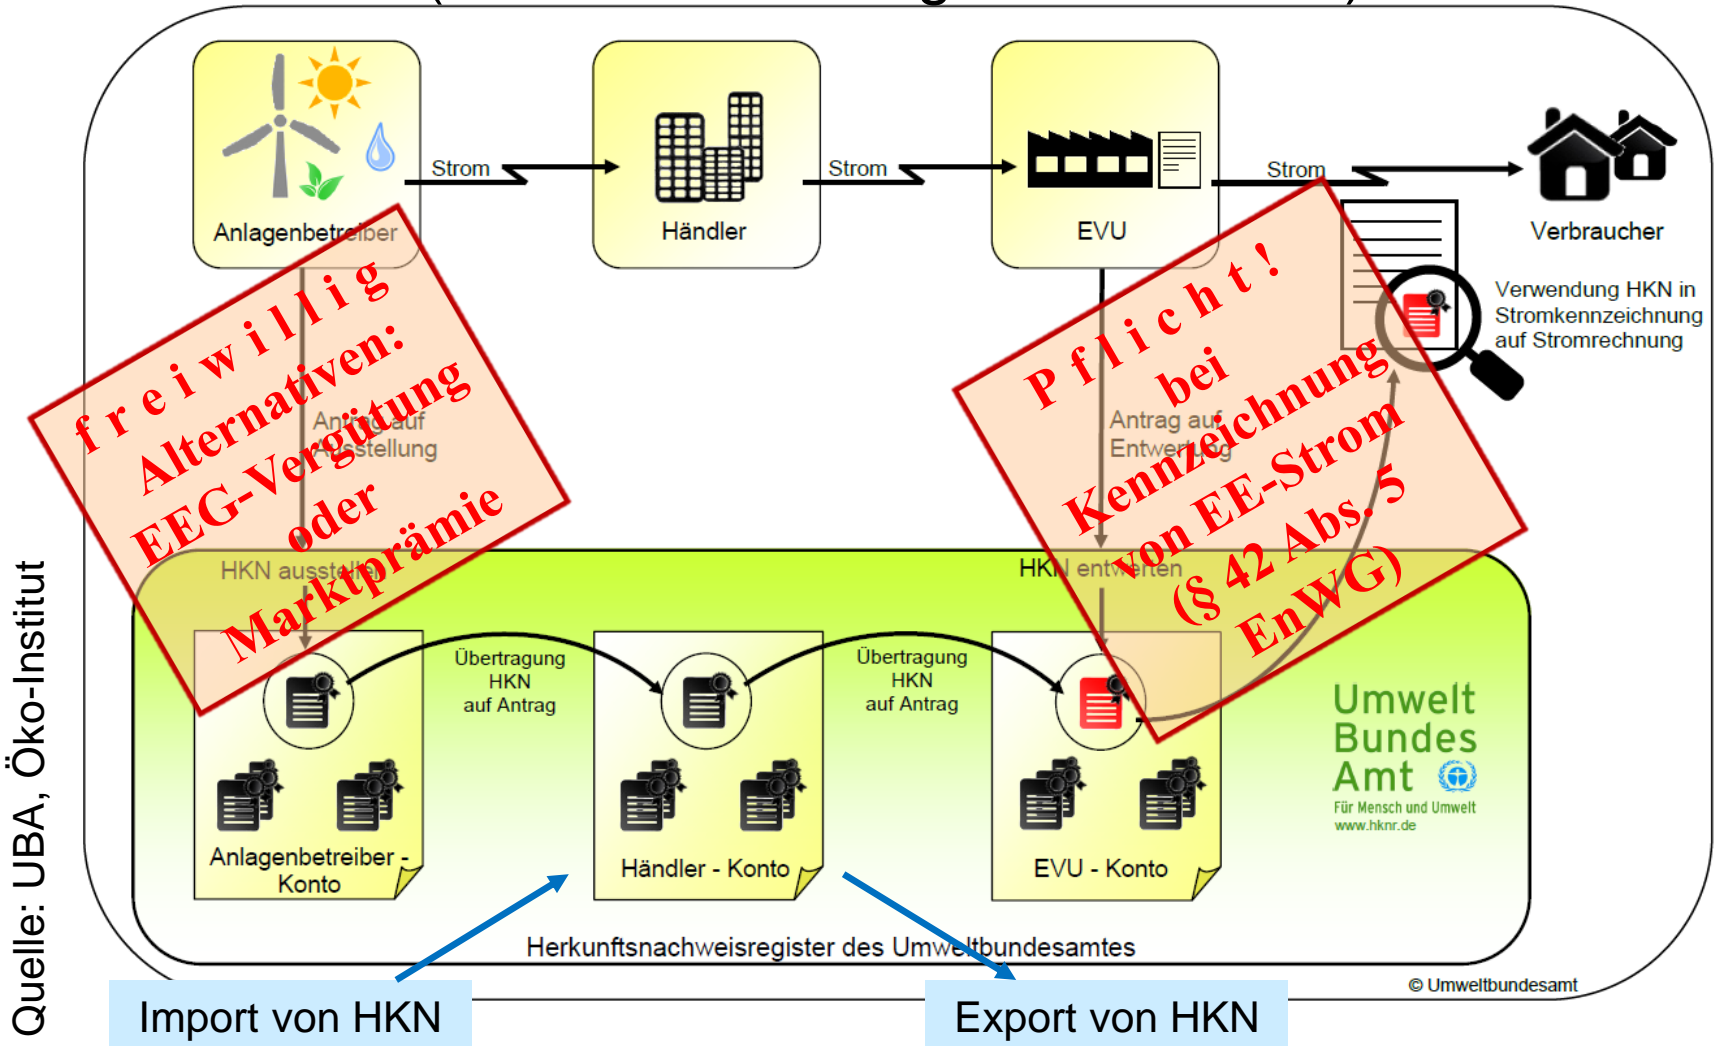 Strom
Strom
Strom
Anlagenbetreiber
Händler
EVU
Verbraucher
Verwendung HKN in
Stromkennzeichnung
auf Stromrechnung
freiwillig
Alternativen:
EEG-Vergütung
oder
Marktprämie
Pflicht!
bei
Kennzeichnung
von EE-Strom
(§ 42 Abs. 5
EnWG)
Antrag auf
Ausstellung
Antrag auf
Entwertung
HKN ausstellen
HKN entwerten
Übertragung
HKN
auf Antrag
Übertragung
HKN
auf Antrag
Umwelt
Bundes
Amt
Für Mensch und Umwelt
www.hknr.de
Anlagenbetreiber -
Konto
Händler - Konto
EVU - Konto
Herkunftsnachweisregister des Umweltbundesamtes
© Umweltbundesamt
Import von HKN
Export von HKN
Quelle: UBA, Öko-Institut